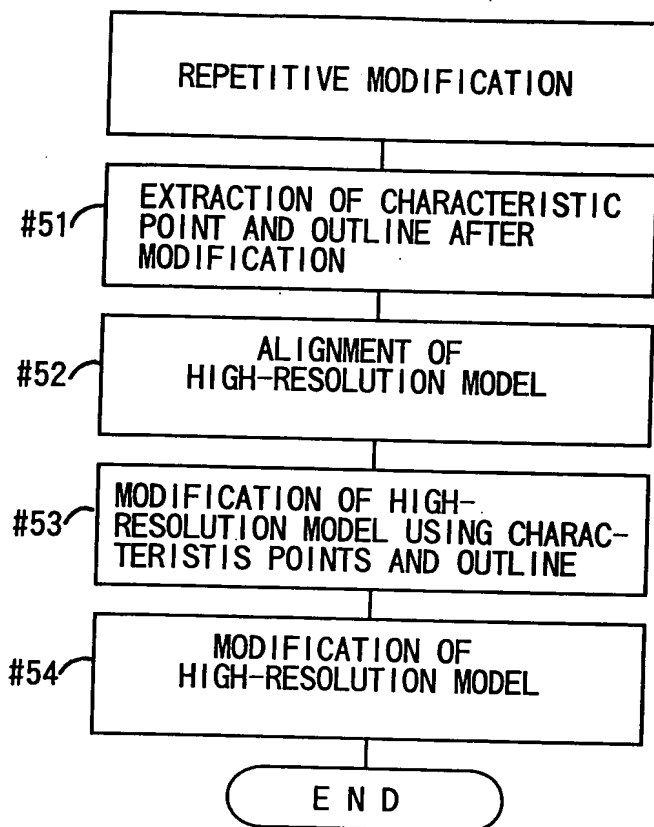 REPETITIVE MODIFICATION
#51
EXTRACTION OF CHARACTERISTIC
POINT AND OUTLINE AFTER
MODIFICATION
#52
ALIGNMENT OF
HIGH-RESOLUTION MODEL
#53
MODIFICATION OF HIGH-
RESOLUTION MODEL USING CHARAC-
TERISTIS POINTS AND OUTLINE
#54
MODIFICATION OF
HIGH-RESOLUTION MODEL
END